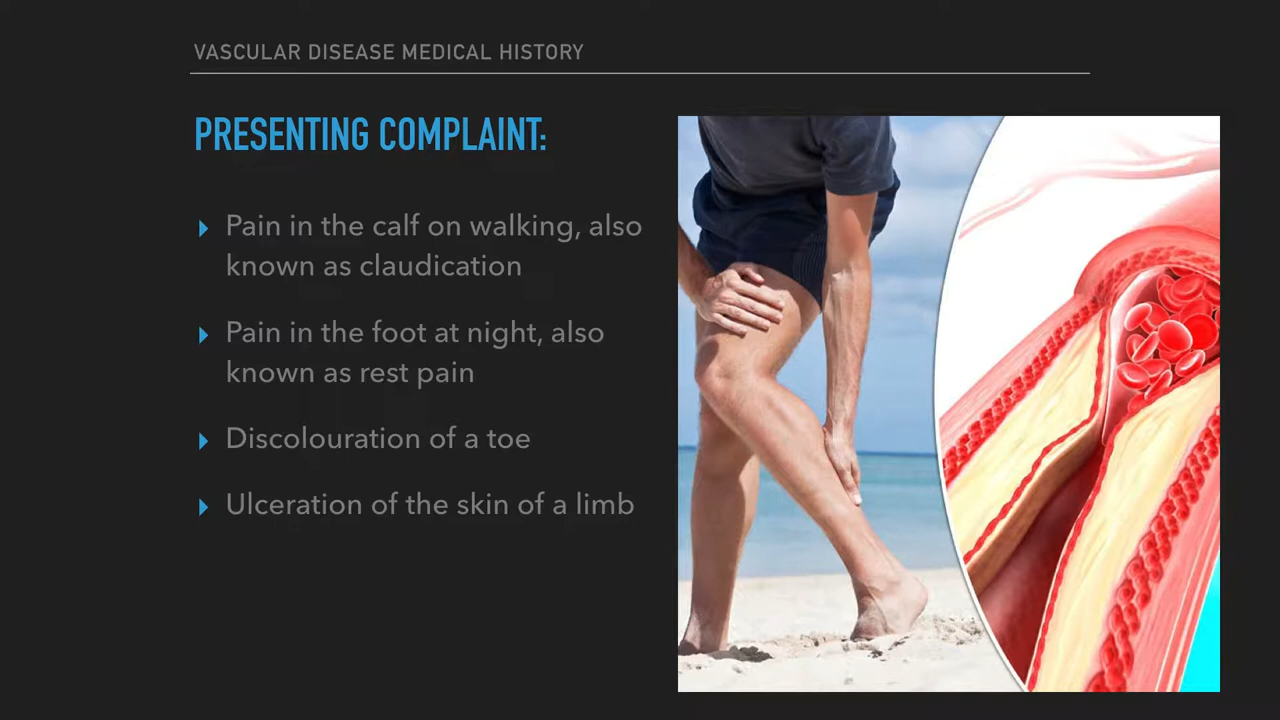 VASCULAR DISEASE MEDICAL HISTORY
PRESENTING COMPLAINT:
Pain in the calf on walking, also
known as claudication
Pain in the foot at night, also
known as rest pain
Discolouration of a toe
Ulceration of the skin of a limb